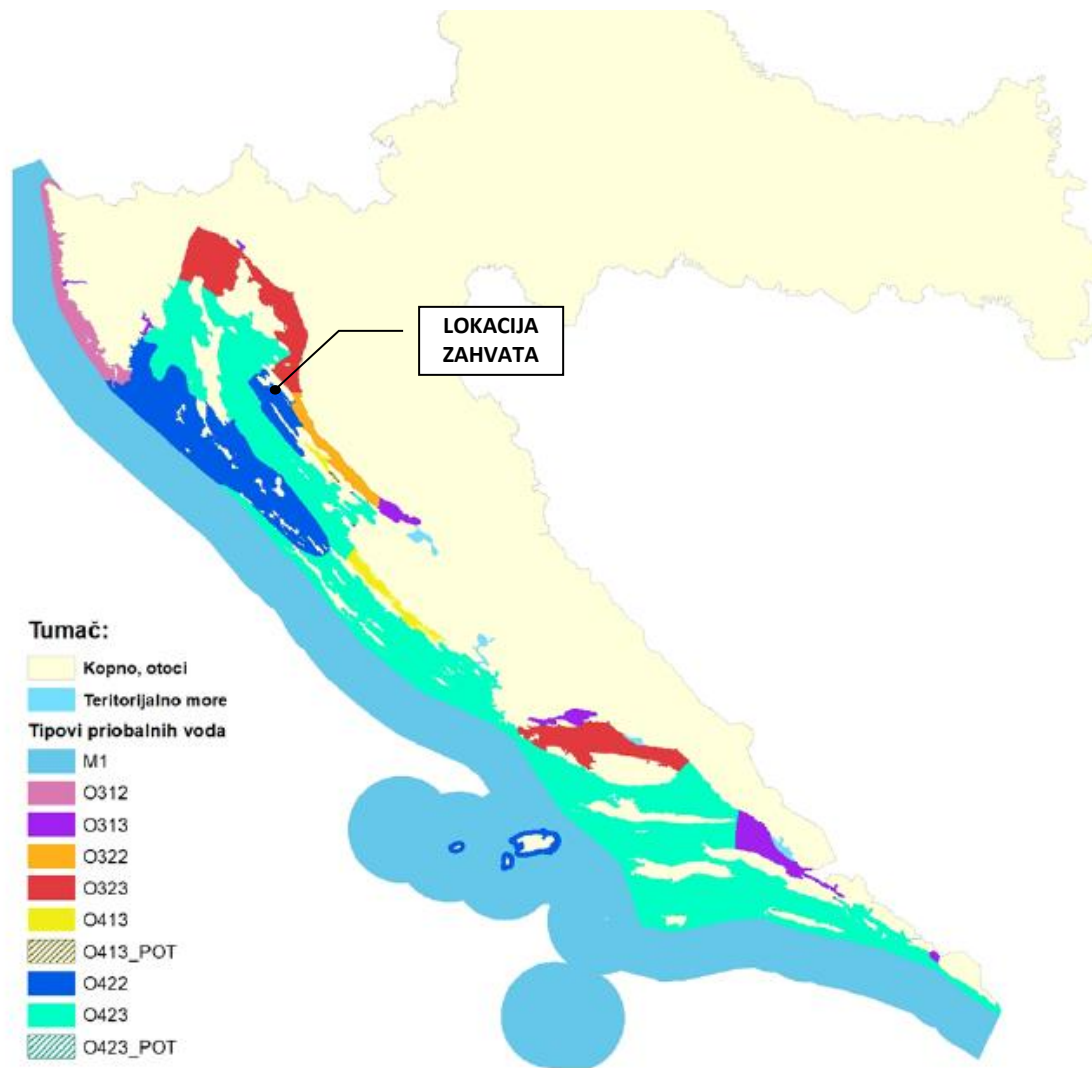 LOKACIJA
ZAHVATA
Tumač:
Kopno, otoci
Teritorijalno more
Tipovi priobalnih voda
M1
O312
O313
O322
O323
O413
O413_POT
O422
O423
O423_POT